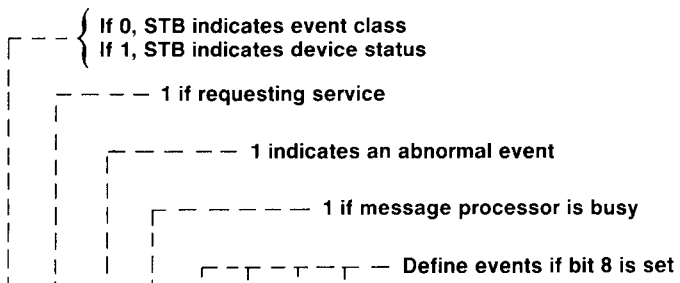 If 0, STB indicates event class
If 1, STB indicates device status
1 if requesting service
1 indicates an abnormal event
1 if message processor is busy
Define events if bit 8 is set